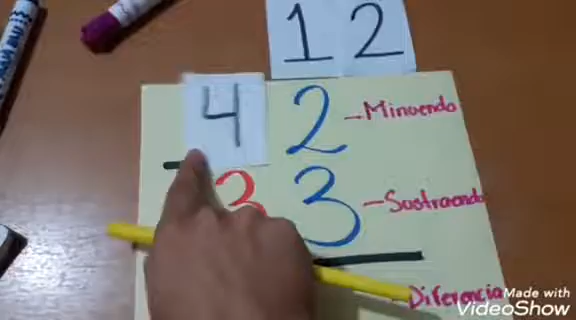 12
4 2 - Minuendo
- 3 3 - Sustraendo
Diferencia
Made with
VideoShow